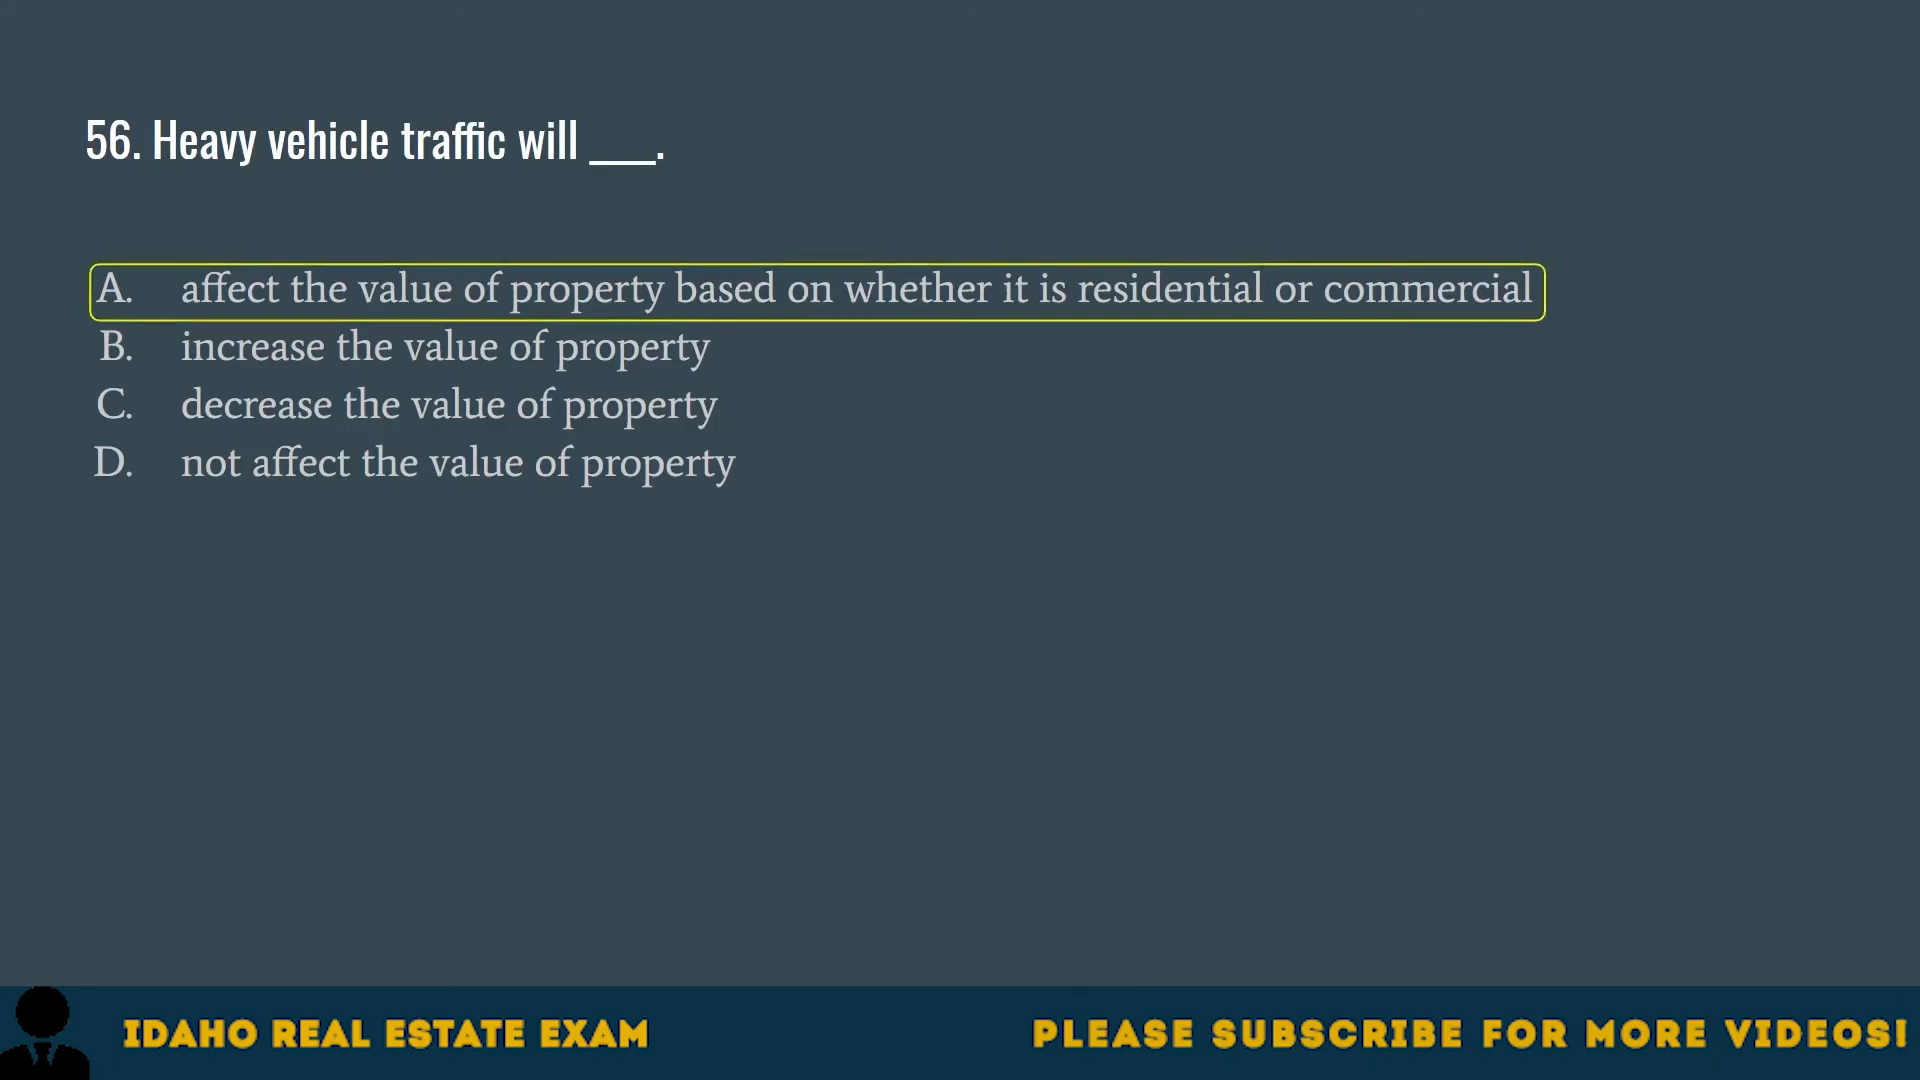 56. Heavy vehicle traffic will ____.
A. affect the value of property based on whether it is residential or commercial
B. increase the value of property
C. decrease the value of property
D. not affect the value of property
IDAHO REAL ESTATE EXAM
PLEASE SUBSCRIBE FOR MORE VIDEOS!